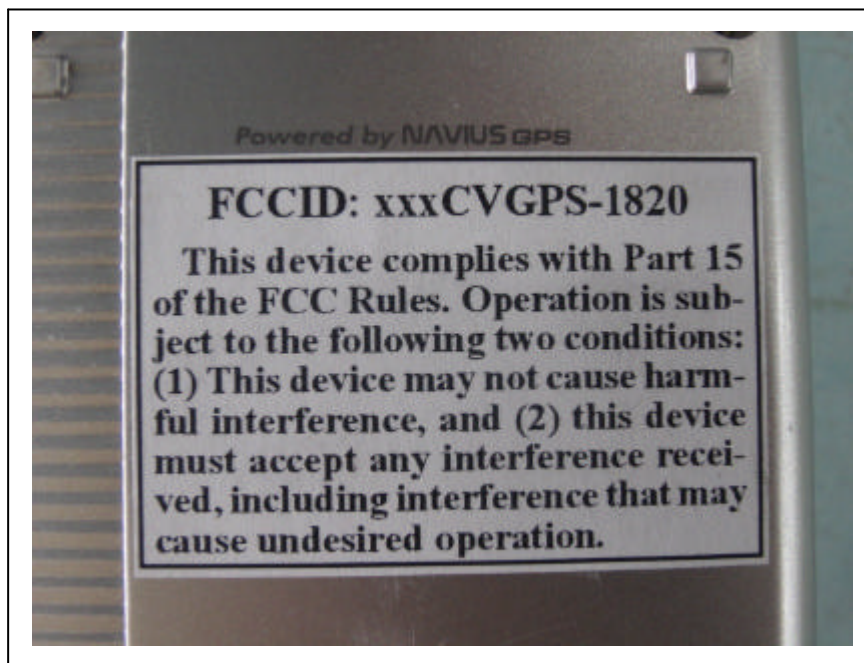 Powered by NAVIUS GPS
FCCID: xxxCVGPS-1820
This device complies with Part 15
of the FCC Rules. Operation is sub-
ject to the following two conditions:
(1) This device may not cause harm-
ful interference, and (2) this device
must accept any interference recei-
ved, including interference that may
cause undesired operation.